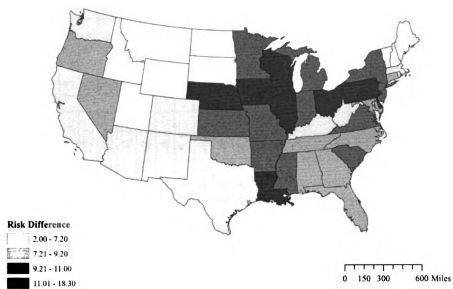 Risk Difference
2.00 - 7.20
7.21 - 9.20
9.21 - 11.00
11.01 - 18.30
0 150 300 600 Miles